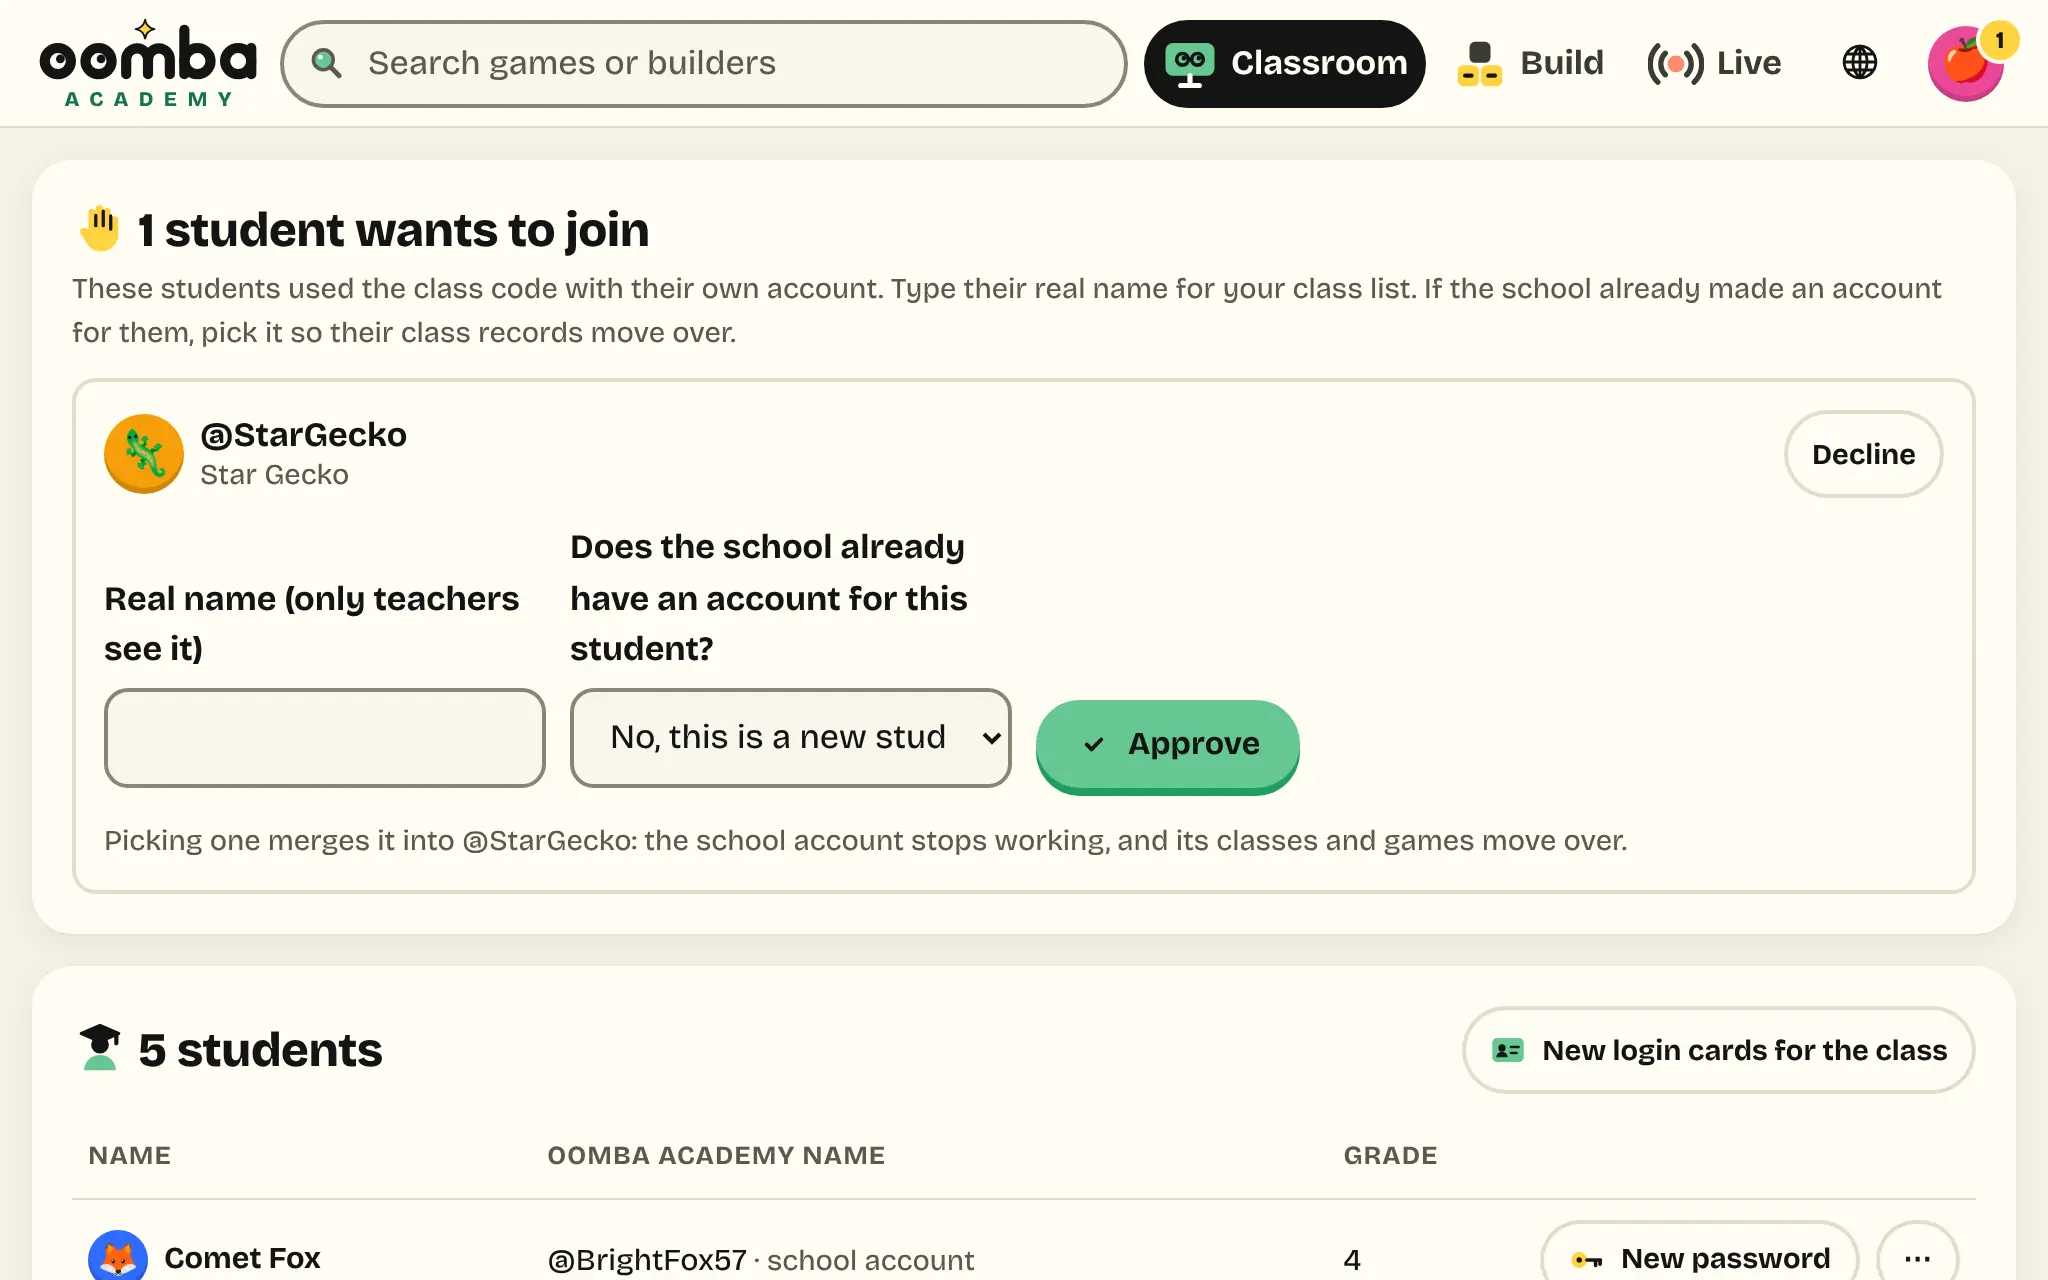 oomba
ACADEMY
Search games or builders
Classroom
Build
Live
1
1 student wants to join
These students used the class code with their own account. Type their real name for your class list. If the school already made an account
for them, pick it so their class records move over.
@StarGecko
Star Gecko
Decline
Real name (only teachers
see it)
Does the school already
have an account for this
student?
No, this is a new stud
Approve
Picking one merges it into @StarGecko: the school account stops working, and its classes and games move over.
5 students
New login cards for the class
NAME
OOMBA ACADEMY NAME
GRADE
Comet Fox
@BrightFox57 · school account
4
New password
...